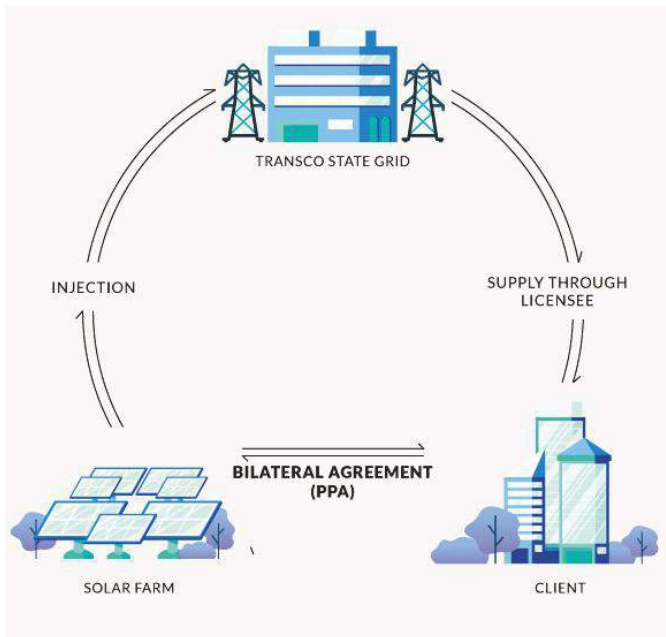 TRANSCO STATE GRID
INJECTION
SUPPLY THROUGH
LICENSEE
BILATERAL AGREEMENT
(PPA)
SOLAR FARM
CLIENT